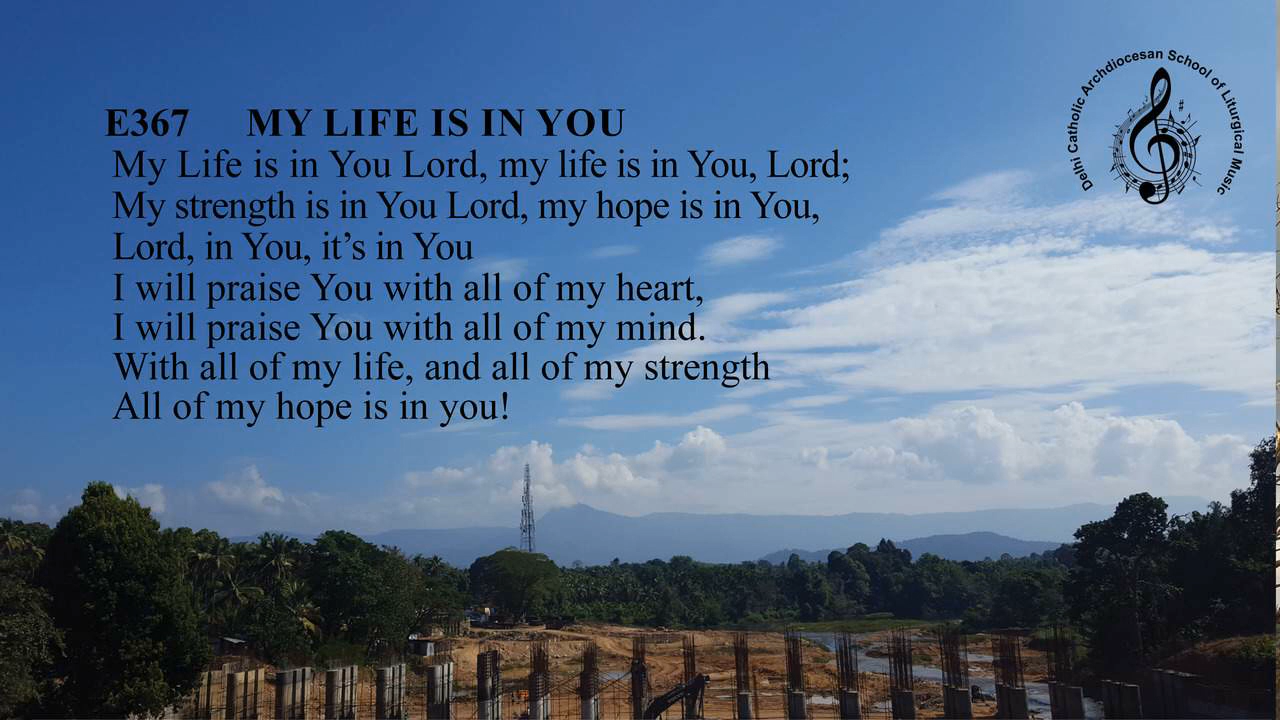 E367 MY LIFE IS IN YOU
My Life is in You Lord, my life is in You, Lord;
My strength is in You Lord, my hope is in You,
Lord, in You, it’s in You
I will praise You with all of my heart,
I will praise You with all of my mind.
With all of my life, and all of my strength
All of my hope is in you!
Delhi Catholic Archdiocesan School of Liturgical Music